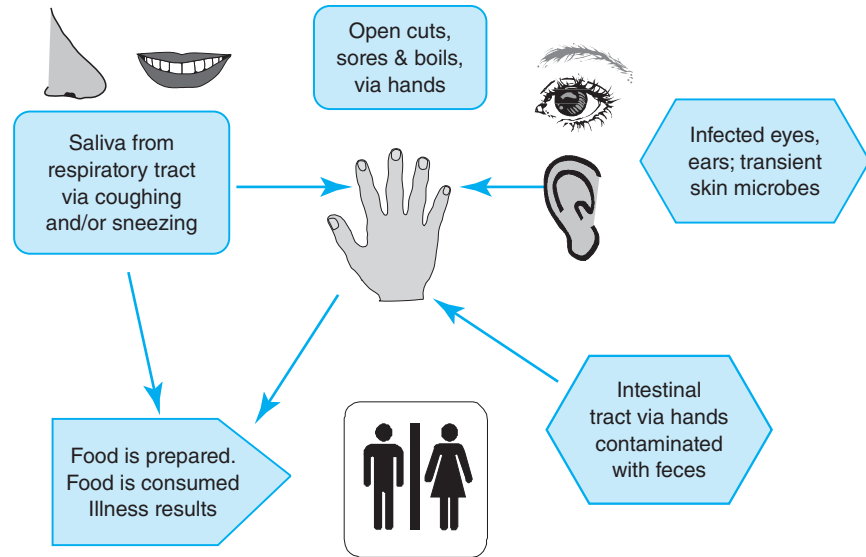 Open cuts,
sores & boils,
via hands
Saliva from
respiratory tract
via coughing
and/or sneezing
Infected eyes,
ears; transient
skin microbes
Food is prepared.
Food is consumed
Illness results
Intestinal
tract via hands
contaminated
with feces